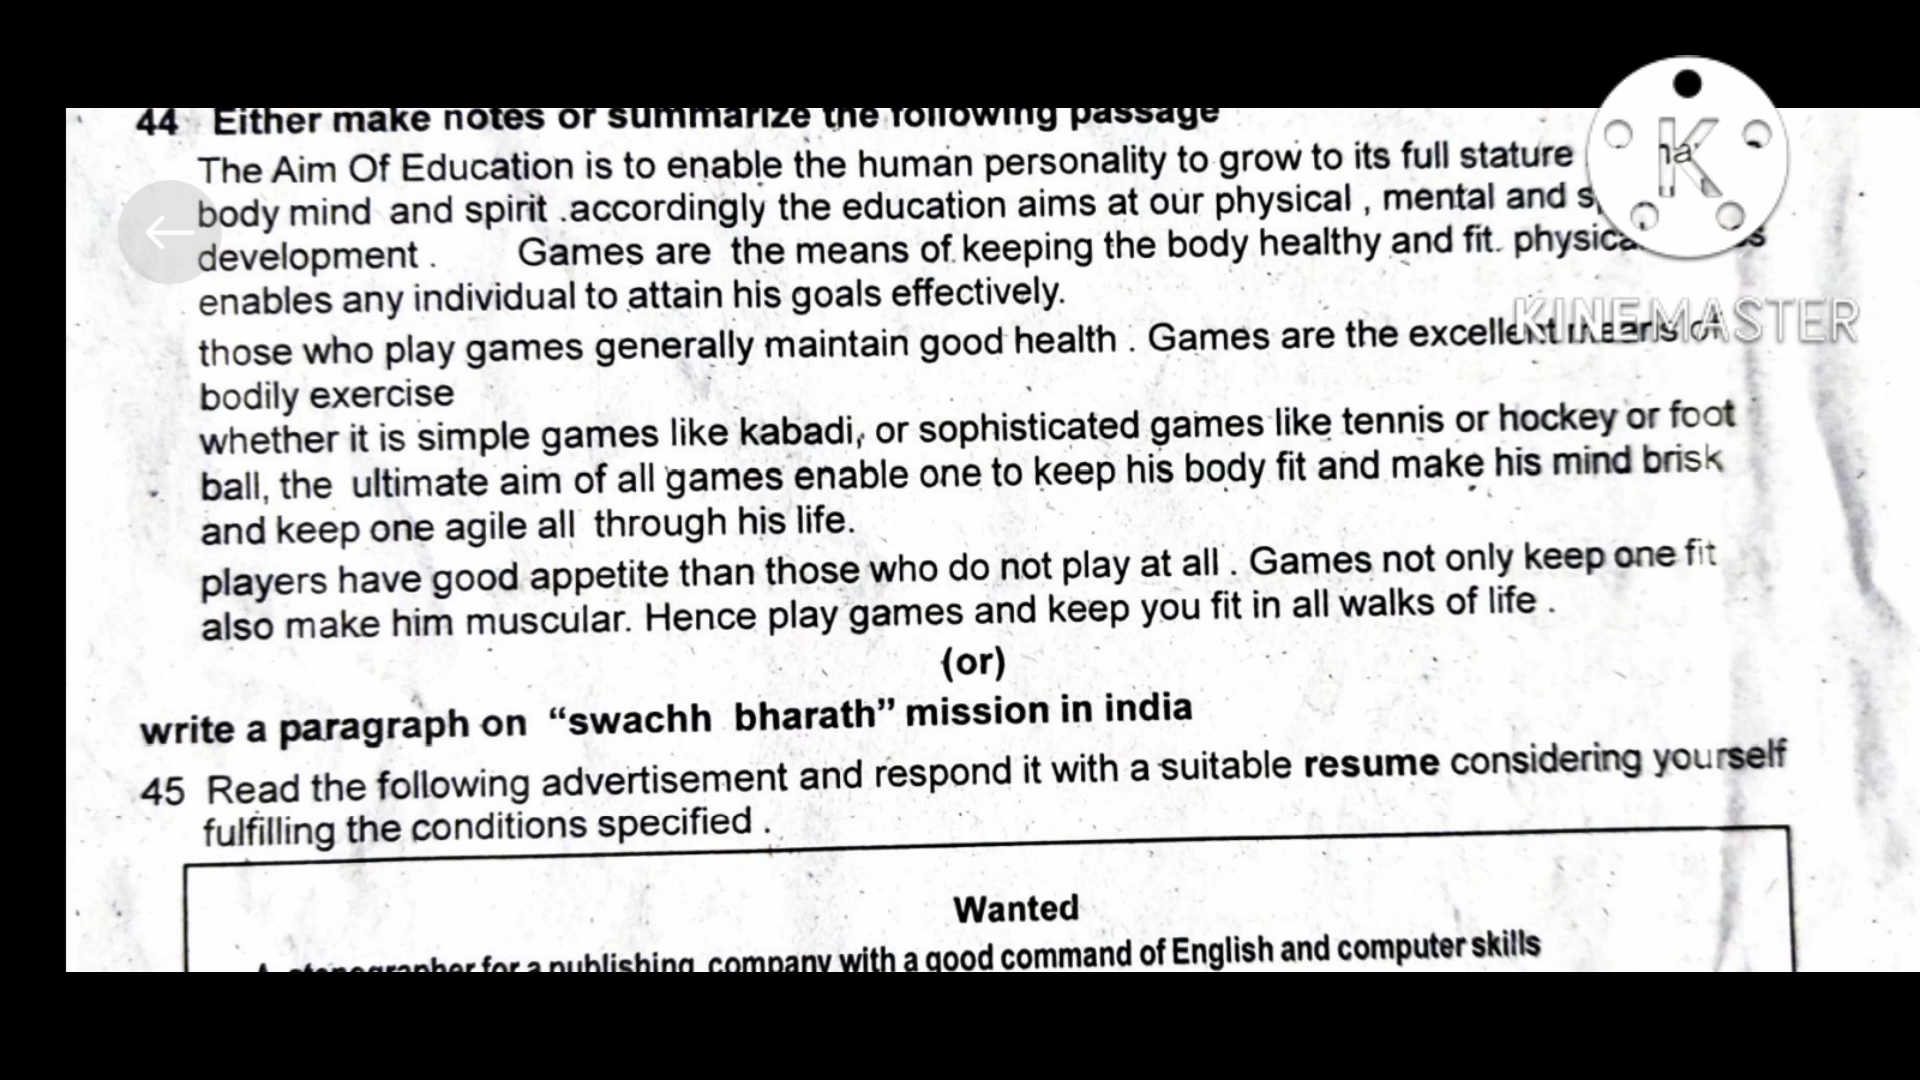 44 Either make notes or summarize the following passage
The Aim Of Education is to enable the human personality to grow to its full stature
body mind and spirit .accordingly the education aims at our physical , mental and
development . Games are the means of keeping the body healthy and fit. 
enables any individual to attain his goals effectively.
those who play games generally maintain good health . Games are the excellent means of
bodily exercise
whether it is simple games like kabadi, or sophisticated games like tennis or hockey or foot
ball, the ultimate aim of all games enable one to keep his body fit and make his mind brisk
and keep one agile all through his life.
players have good appetite than those who do not play at all . Games not only keep one fit
also make him muscular. Hence play games and keep you fit in all walks of life .
(or)
write a paragraph on “swachh bharath” mission in india
45 Read the following advertisement and respond it with a suitable resume considering yourself
fulfilling the conditions specified .
Wanted
A stenographer for a publishing company with a good command of English and computer skills
K
KINEMASTER